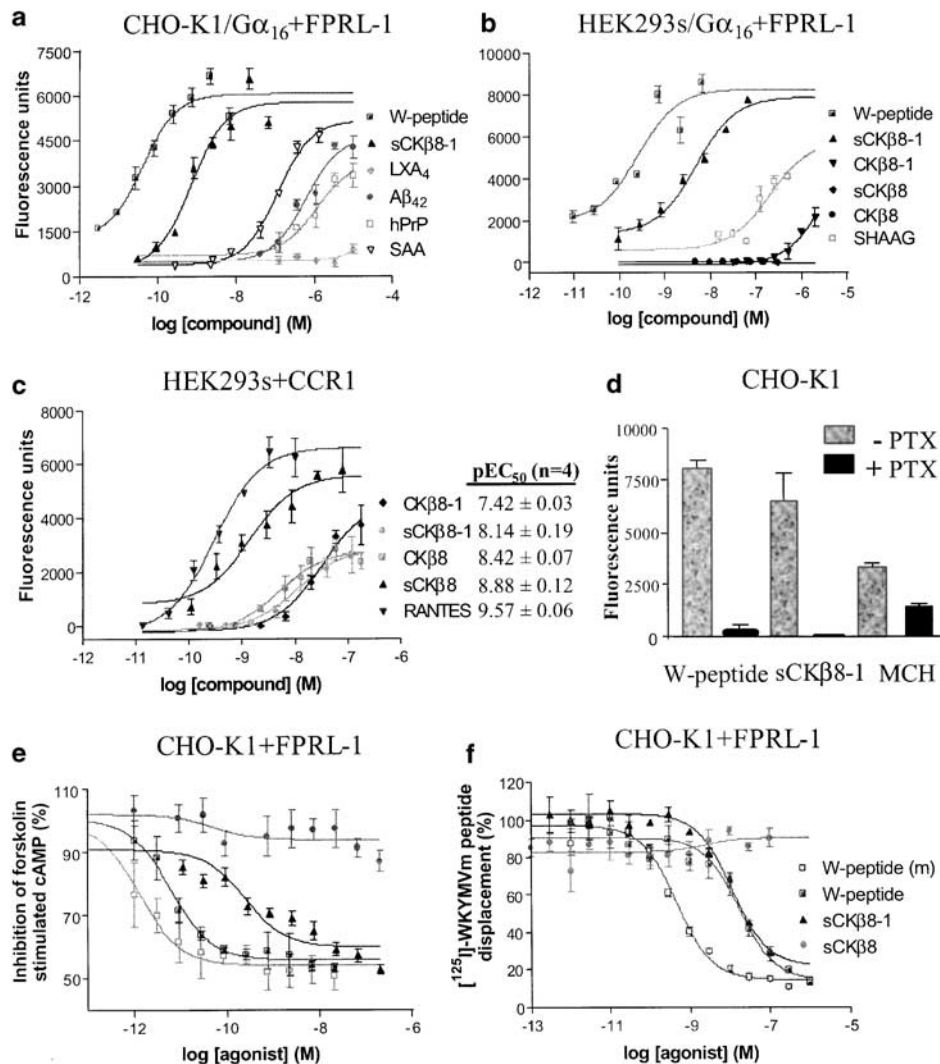 a
CHO-K1/Gα16+FPRL-1
Fluorescence units
7500
6000
4500
3000
1500
0
-12 -10 -8 -6 -4
log [compound] (M)
W-peptide
sCKβ8-1
LXA4
Aβ42
hPrP
SAA
b
HEK293s/Gα16+FPRL-1
Fluorescence units
10000
8000
6000
4000
2000
0
-12 -11 -10 -9 -8 -7 -6 -5
log [compound] (M)
W-peptide
sCKβ8-1
CKβ8-1
sCKβ8
CKβ8
SHAAG
c
HEK293s+CCR1
Fluorescence units
8000
6000
4000
2000
0
-12 -11 -10 -9 -8 -7 -6
log [compound] (M)
pEC50 (n=4)
CKβ8-1 7.42 ± 0.03
sCKβ8-1 8.14 ± 0.19
CKβ8 8.42 ± 0.07
sCKβ8 8.88 ± 0.12
RANTES 9.57 ± 0.06
d
CHO-K1
Fluorescence units
10000
7500
5000
2500
0
- PTX
+ PTX
W-peptide sCKβ8-1 MCH
e
CHO-K1+FPRL-1
Inhibition of forskolin
stimulated cAMP (%)
110
90
70
50
-12 -10 -8 -6
log [agonist] (M)
f
CHO-K1+FPRL-1
[125I]-WKYMVm peptide
displacement (%)
120
100
80
60
40
20
0
-13 -11 -9 -7 -5
log [agonist] (M)
W-peptide (m)
W-peptide
sCKβ8-1
sCKβ8